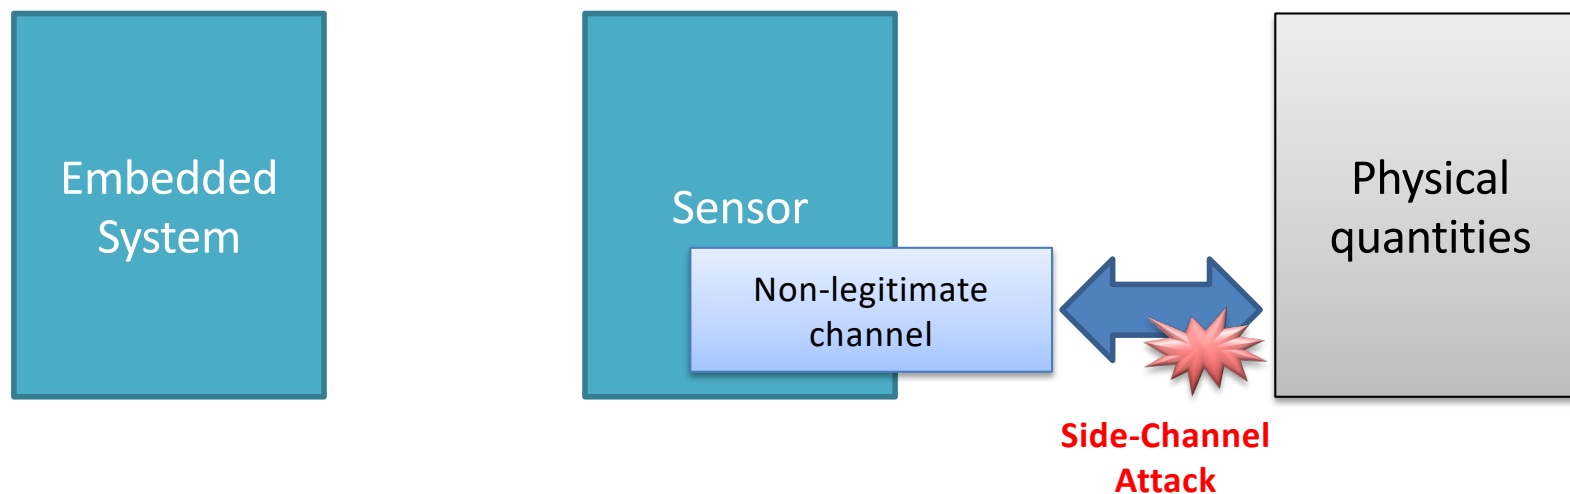 Embedded
System
Sensor
Non-legitimate
channel
Physical
quantities
Side-Channel
Attack